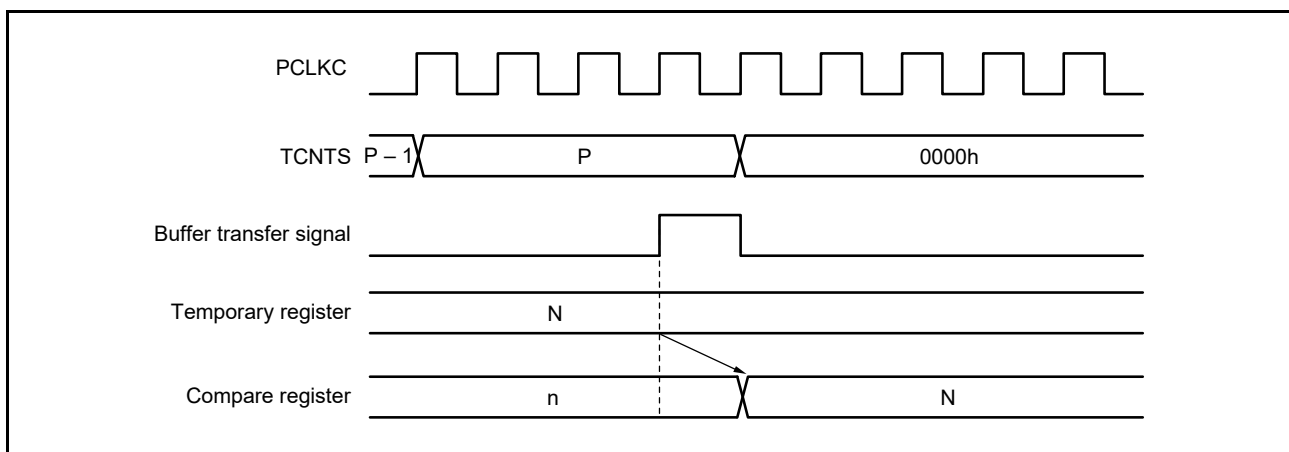 PCLKC
TCNTS P – 1 P 0000h
Buffer transfer signal
Temporary register N
Compare register n N